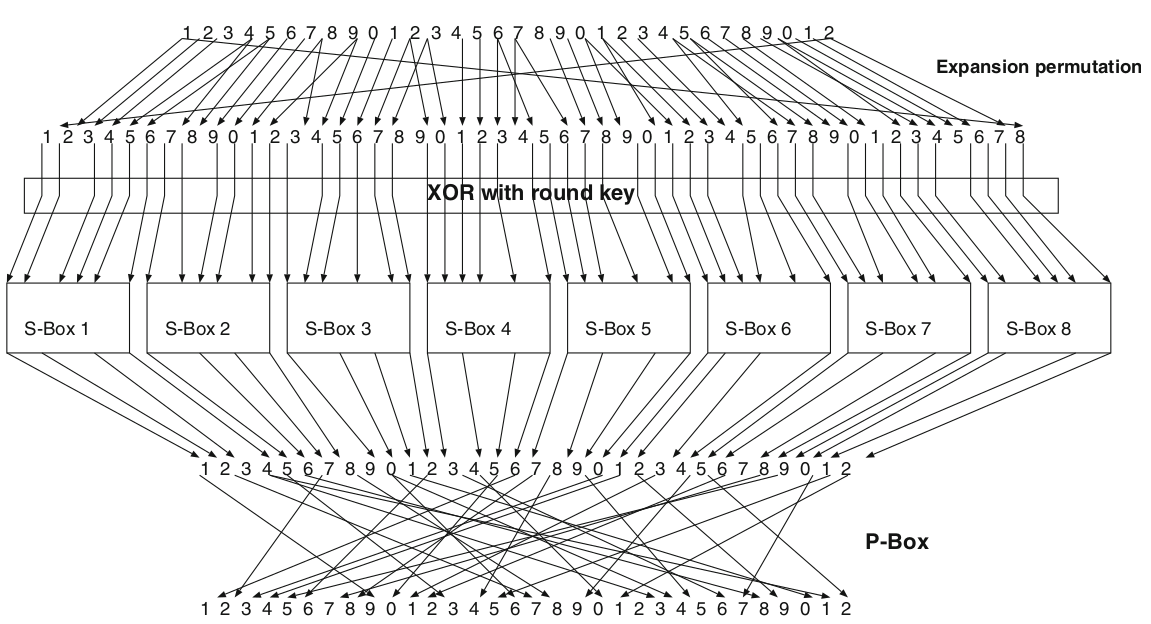 1 2 3 4 5 6 7 8 9 0 1 2 3 4 5 6 7 8 9 0 1 2 3 4 5 6 7 8 9 0 1 2
Expansion permutation
1 2 3 4 5 6 7 8 9 0 1 2 3 4 5 6 7 8 9 0 1 2 3 4 5 6 7 8 9 0 1 2 3 4 5 6 7 8 9 0 1 2 3 4 5 6 7 8
XOR with round key
S-Box 1 S-Box 2 S-Box 3 S-Box 4 S-Box 5 S-Box 6 S-Box 7 S-Box 8
1 2 3 4 5 6 7 8 9 0 1 2 3 4 5 6 7 8 9 0 1 2 3 4 5 6 7 8 9 0 1 2
P-Box
1 2 3 4 5 6 7 8 9 0 1 2 3 4 5 6 7 8 9 0 1 2 3 4 5 6 7 8 9 0 1 2